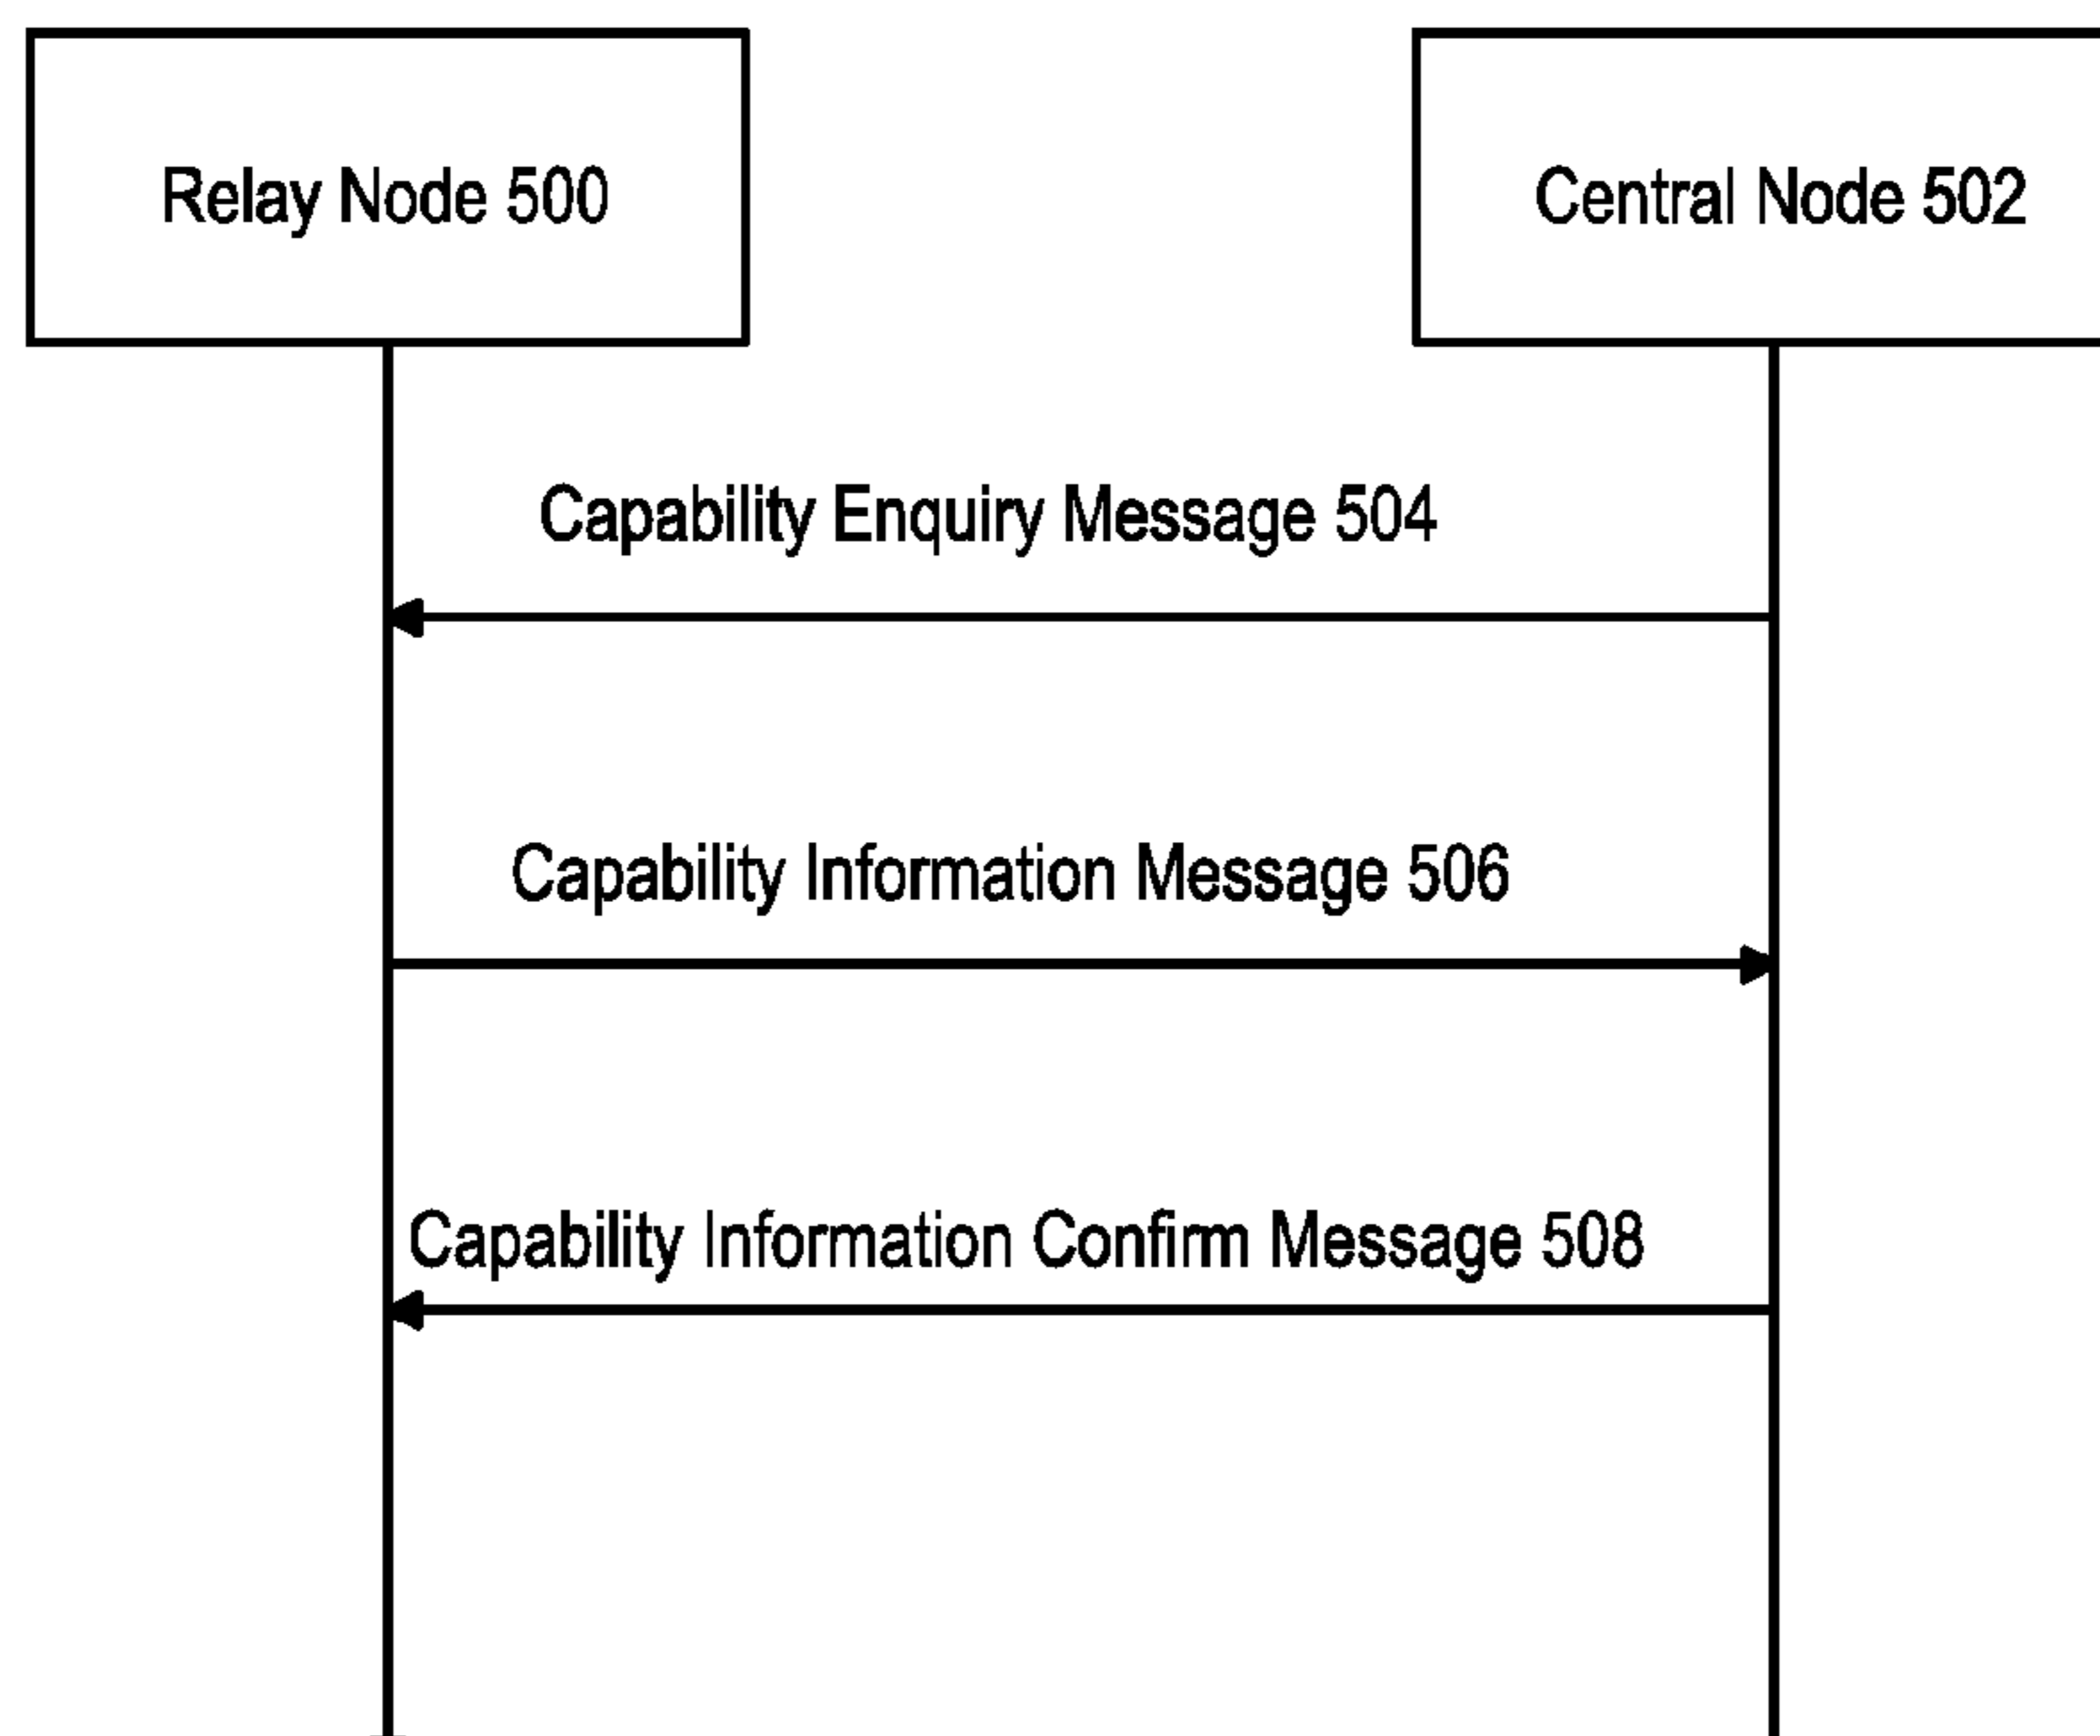 Relay Node 500
Central Node 502
Capability Enquiry Message 504
Capability Information Message 506
Capability Information Confirm Message 508